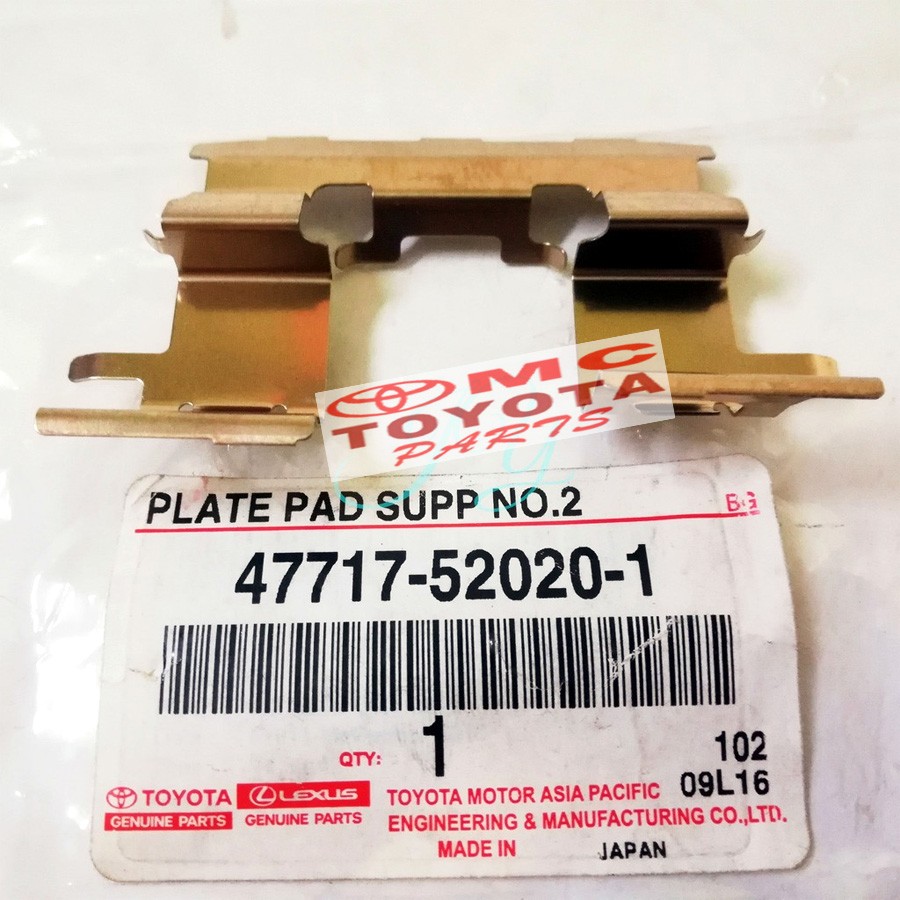 OMC
TOYOTA
PARTS
PLATE PAD SUPP NO.2
BG
47717-52020-1
QTY: 1
102
09L16
TOYOTA
GENUINE PARTS
LEXUS
GENUINE PARTS
TOYOTA MOTOR ASIA PACIFIC
ENGINEERING & MANUFACTURING CO.,LTD.
MADE IN JAPAN